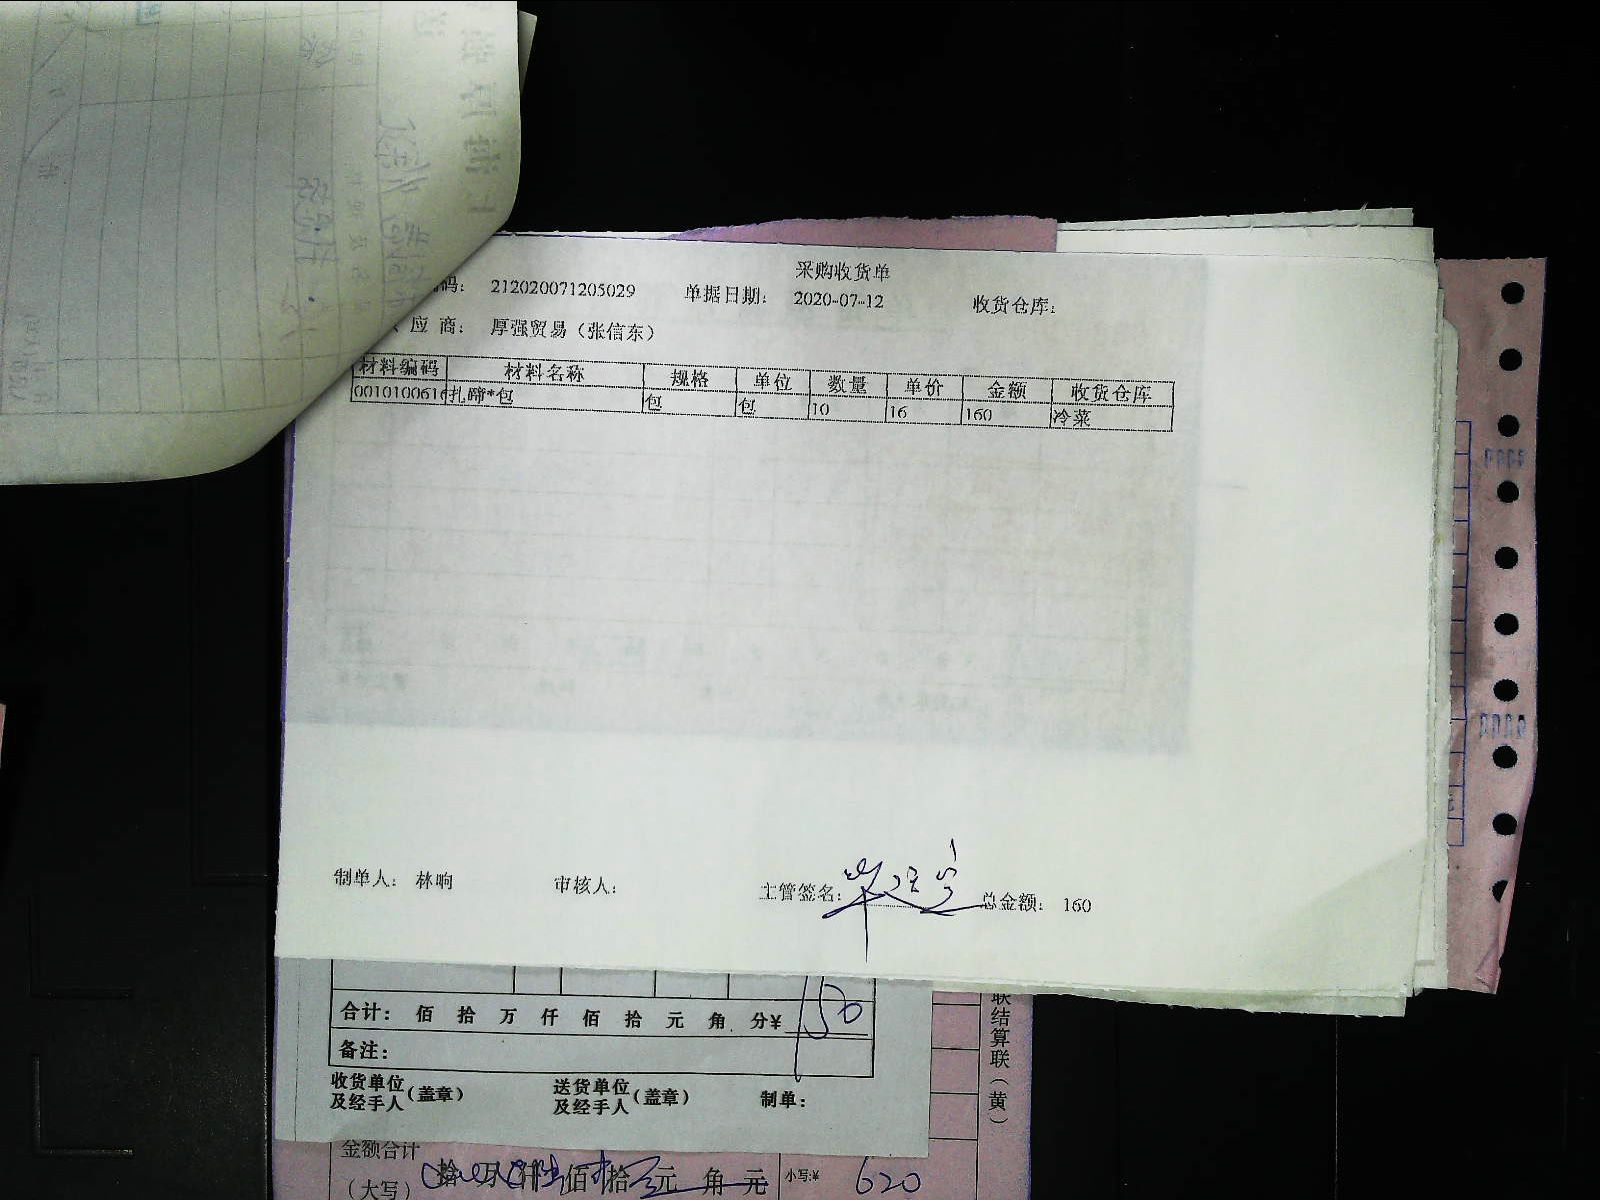 采购收货单
码： 212020071205029 单据日期： 2020-07-12 收货仓库：
应 商： 厚强贸易（张信东）
材料编码 材料名称 规格 单位 数量 单价 金额 收货仓库
0010100616 扎蹄*包 包 包 10 16 160 冷菜
制单人： 林晌 审核人： 主管签名： 总金额： 160
合计： 佰 拾 万 仟 佰 拾 元 角 分¥ 150
备注：
收货单位及经手人（盖章） 送货单位及经手人（盖章） 制单：
联结算联（黄）
金额合计
（大写） 拾 万 仟 佰 拾 元 角 元 小写:¥ 620